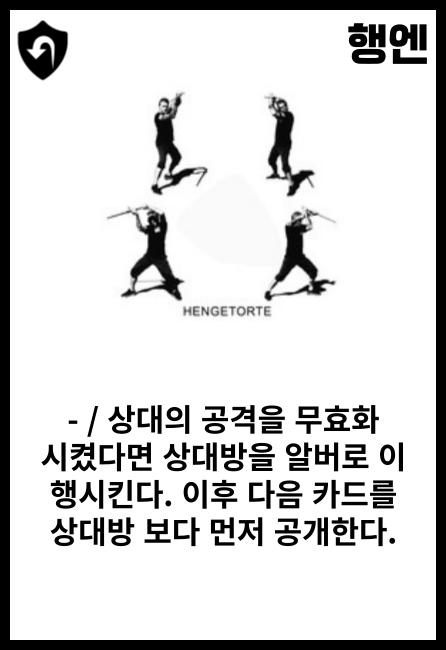 행엔
HENGETORTE
- / 상대의 공격을 무효화
시켰다면 상대방을 알버로 이
행시킨다. 이후 다음 카드를
상대방 보다 먼저 공개한다.